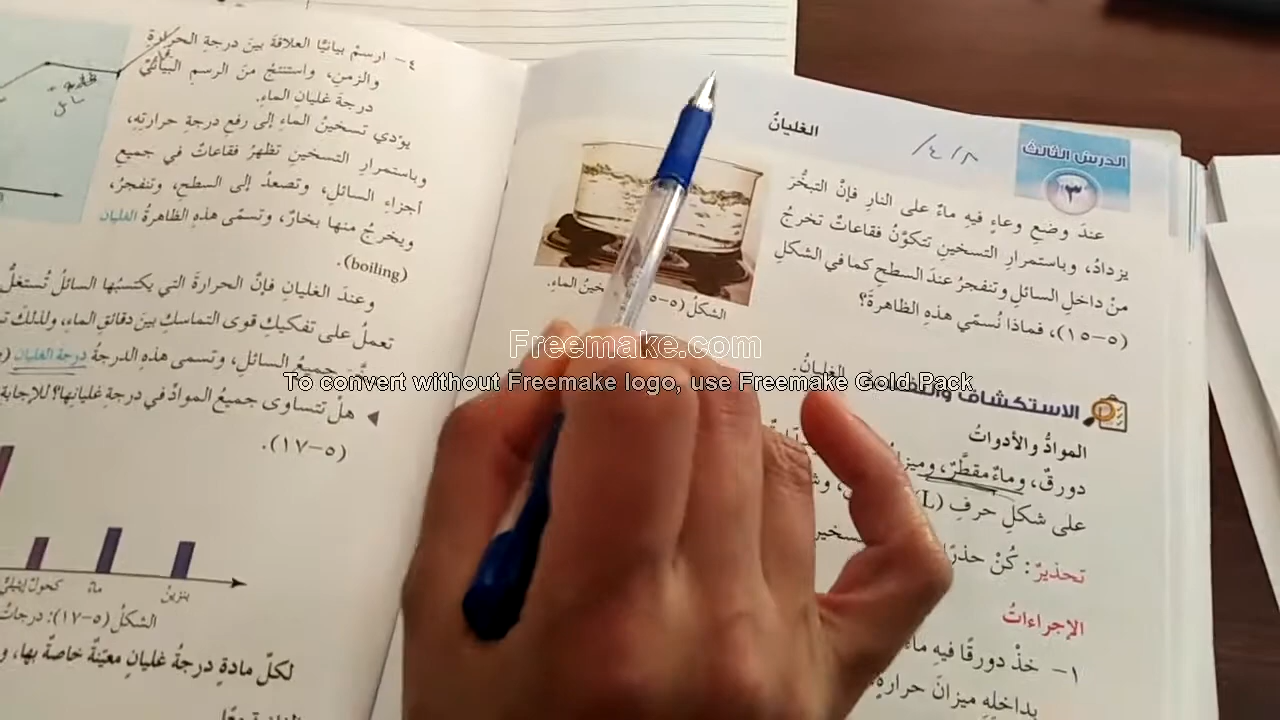 الدرس الثالث
٣
٤/٨
الغليانُ
عندَ وضعِ وعاءٍ فيهِ ماءٌ على النارِ فإنَّ التبخُّرَ
يزدادُ، وباستمرارِ التسخينِ تتكوَّنُ فقاعاتٌ تخرجُ
منْ داخلِ السائلِ وتنفجرُ عندَ السطحِ كما في الشكلِ
(٥-١٥)، فماذا نُسمّي هذهِ الظاهرةَ؟
الشكلُ (٥-
خينُ الماءِ.
الاستكشافُ
الغليانُ.
الموادُّ والأدواتُ
دورقٌ، وماءٌ مقطَّرٌ، وميزانُ
على شكلِ حرفِ (L)
تحذيرٌ: كُنْ حذرًا
الإجراءاتُ
١- خذْ دورقًا فيهِ ماءٌ
بداخلِهِ ميزانَ حرارةٍ
٤- ارسمْ بيانيًّا العلاقةَ بينَ درجةِ الحرارةِ
والزمنِ، واستنتجْ منَ الرسمِ البيانيِّ
درجةَ غليانِ الماءِ.
يؤدي تسخينُ الماءِ إلى رفعِ درجةِ حرارتِهِ،
وباستمرارِ التسخينِ تظهرُ فقاعاتٌ في جميعِ
أجزاءِ السائلِ، وتصعدُ إلى السطحِ، وتنفجرُ،
ويخرجُ منها بخارٌ، وتسمّى هذهِ الظاهرةُ الغليان
(boiling).
وعندَ الغليانِ فإنَّ الحرارةَ التي يكتسبُها السائلُ تُستغلُّ
تعملُ على تفكيكِ قوى التماسكِ بينَ دقائقِ الماءِ، ولذلكَ
جميعُ السائلِ، وتسمى هذهِ الدرجةُ درجة الغليان
هلْ تتساوى جميعُ الموادِّ في درجةِ غليانِها؟ للإجابةِ
(٥-١٧).
بنزينٌ
ماءٌ
كحولٌ إيثيليٌّ
الشكلُ (٥-١٧): درجاتُ
لكلِّ مادةٍ درجةُ غليانٍ معيّنةٌ خاصةٌ بها، و
Freemake.com
To convert without Freemake logo, use Freemake Gold Pack